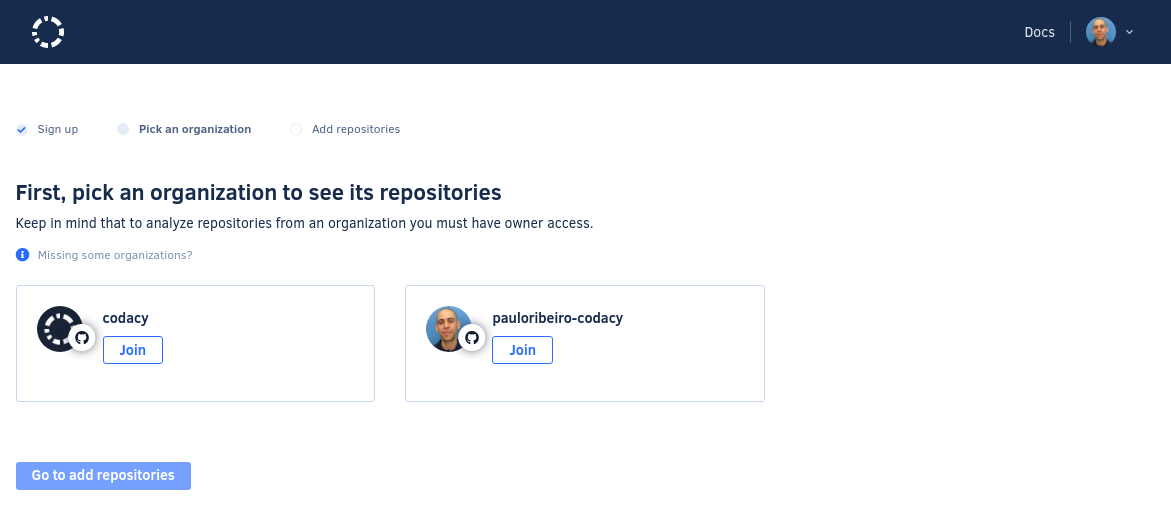 Docs
Sign up Pick an organization Add repositories
First, pick an organization to see its repositories
Keep in mind that to analyze repositories from an organization you must have owner access.
Missing some organizations?
codacy
Join
pauloribeiro-codacy
Join
Go to add repositories